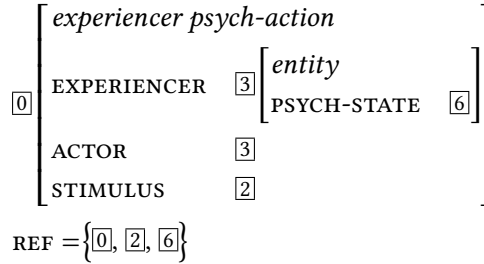 experiencer psych-action
EXPERIENCER 3 entity
PSYCH-STATE 6
0
ACTOR 3
STIMULUS 2
REF = {0, 2, 6}